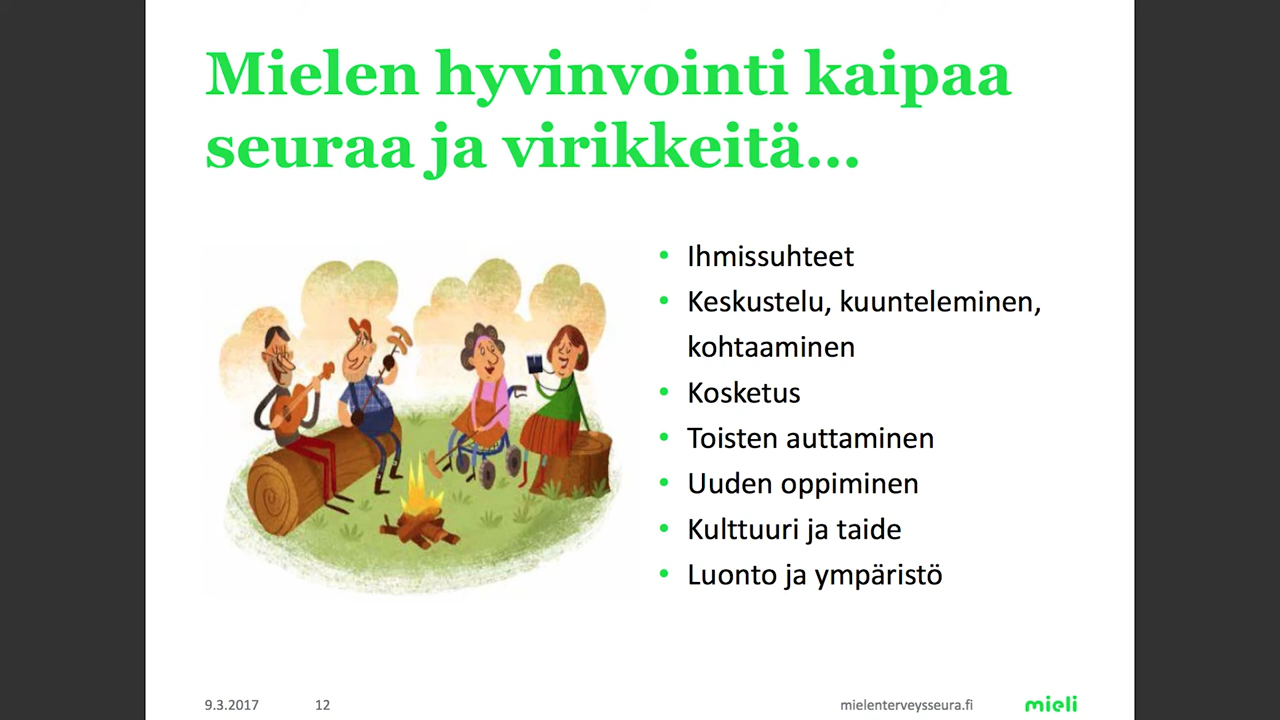 Mielen hyvinvointi kaipaa
seuraa ja virikkeitä...
• Ihmissuhteet
• Keskustelu, kuunteleminen,
kohtaaminen
• Kosketus
• Toisten auttaminen
• Uuden oppiminen
• Kulttuuri ja taide
• Luonto ja ympäristö
9.3.2017 12 mielenterveysseura.fi mieli